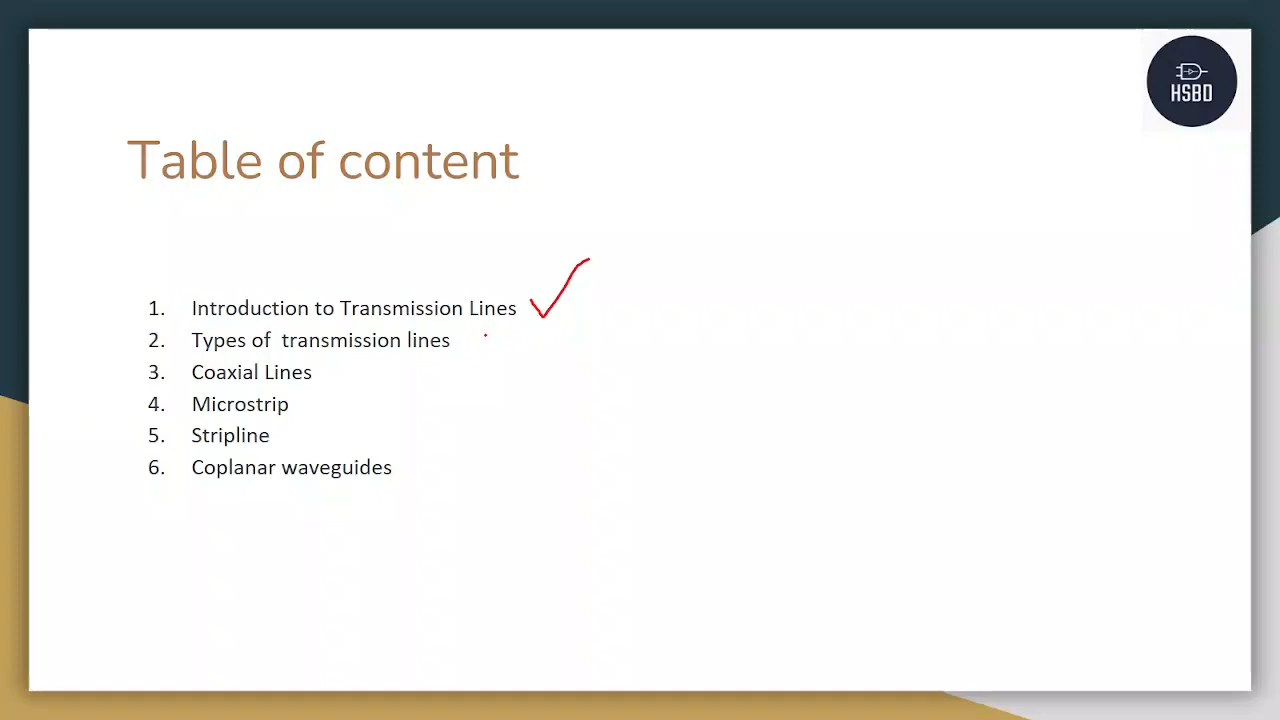 HSBD
Table of content
1. Introduction to Transmission Lines
2. Types of  transmission lines
3. Coaxial Lines
4. Microstrip
5. Stripline
6. Coplanar waveguides